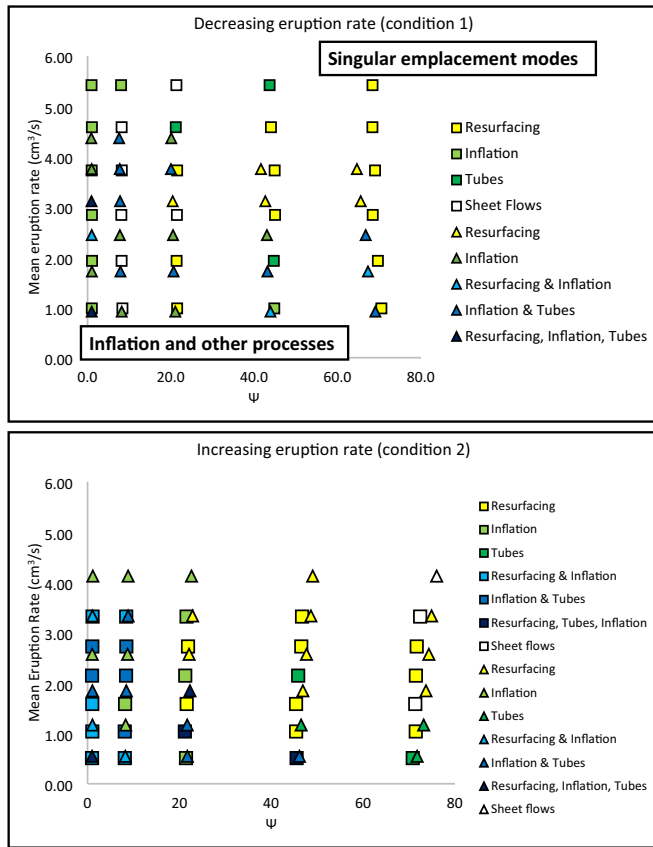 Decreasing eruption rate (condition 1)
Singular emplacement modes
6.00
5.00
4.00
3.00
2.00
1.00
0.00
Mean eruption rate (cm³/s)
Resurfacing
Inflation
Tubes
Sheet Flows
Resurfacing
Inflation
Resurfacing & Inflation
Inflation & Tubes
Resurfacing, Inflation, Tubes
Inflation and other processes
0.0 20.0 40.0 60.0 80.0
Ψ
Increasing eruption rate (condition 2)
6.00
5.00
4.00
3.00
2.00
1.00
0.00
Mean Eruption Rate (cm³/s)
Resurfacing
Inflation
Tubes
Resurfacing & Inflation
Inflation & Tubes
Resurfacing, Tubes, Inflation
Sheet flows
Resurfacing
Inflation
Tubes
Resurfacing & Inflation
Inflation & Tubes
Resurfacing, Inflation, Tubes
Sheet flows
0 20 40 60 80
Ψ